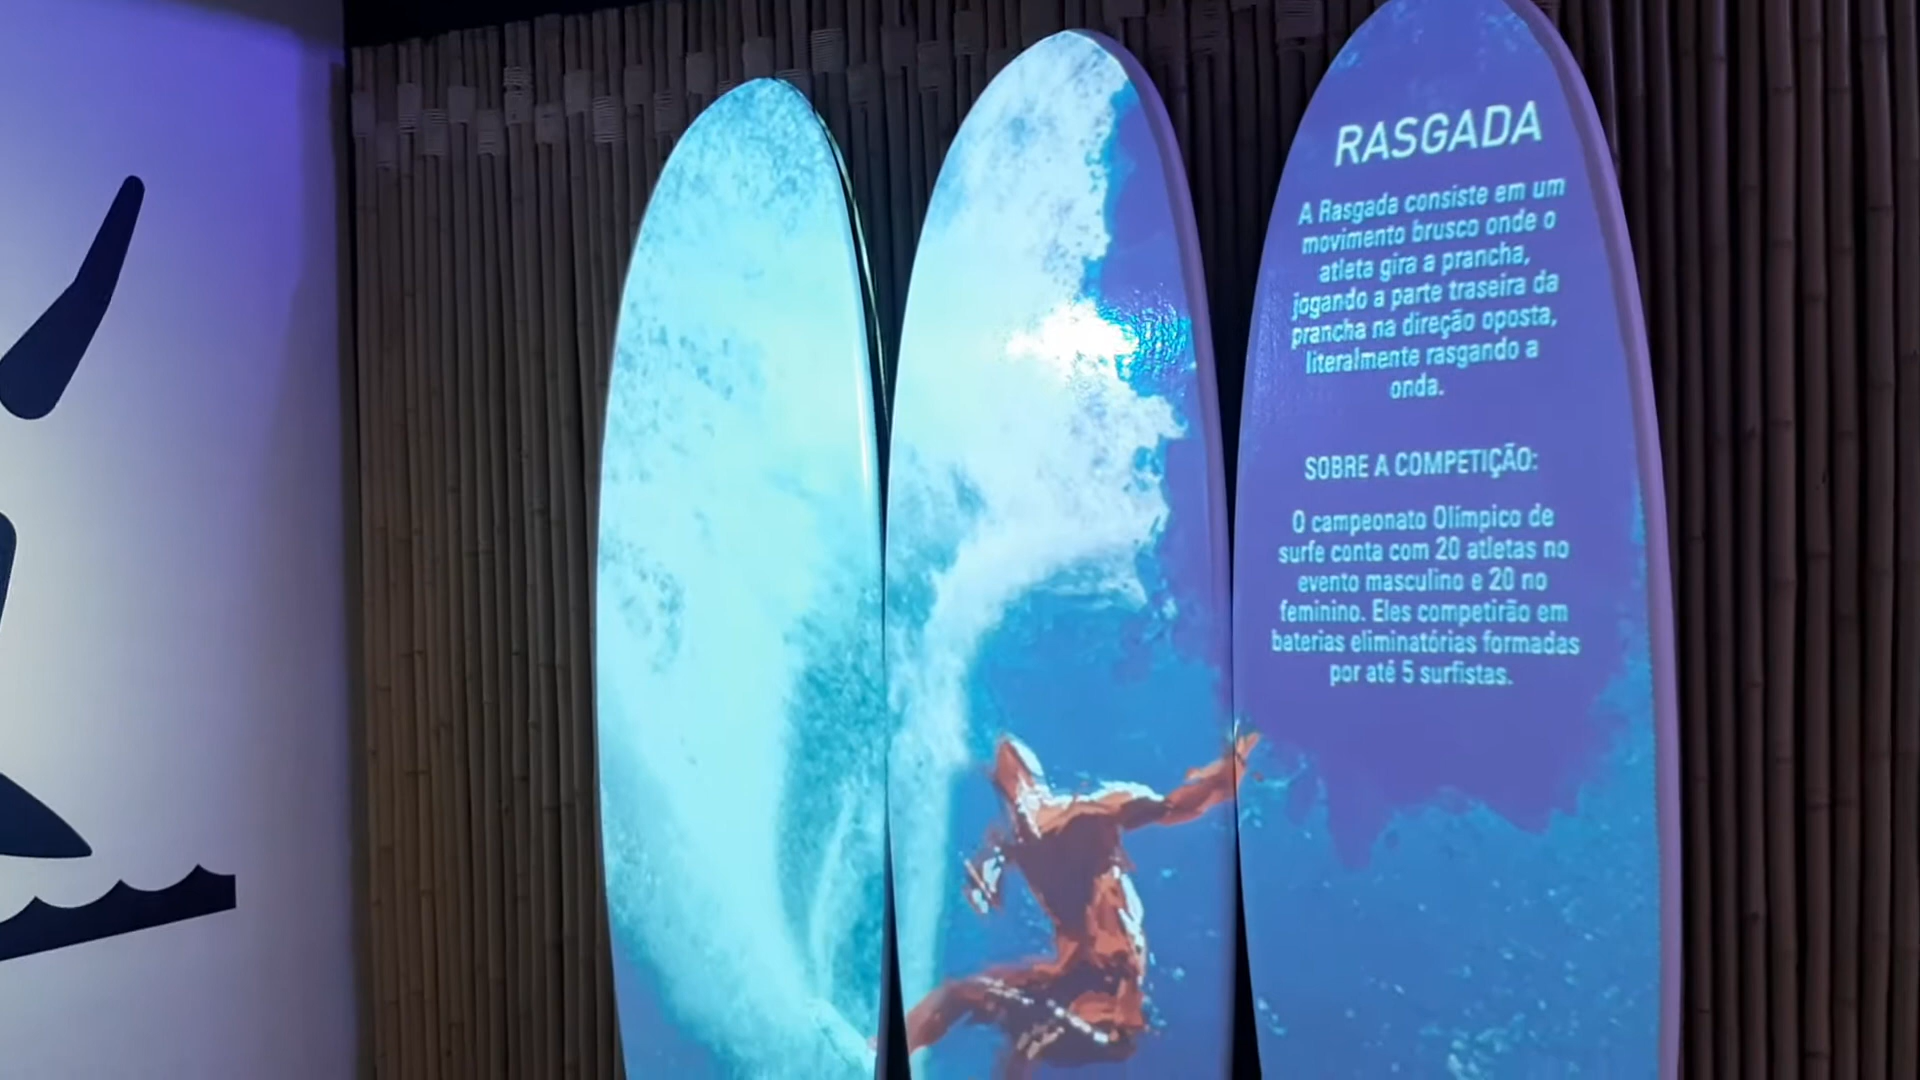 RASGADA
A Rasgada consiste em um
movimento brusco onde o
atleta gira a prancha,
jogando a parte traseira da
prancha na direção oposta,
literalmente rasgando a
onda.
SOBRE A COMPETIÇÃO:
O campeonato Olímpico de
surfe conta com 20 atletas no
evento masculino e 20 no
feminino. Eles competirão em
baterias eliminatórias formadas
por até 5 surfistas.